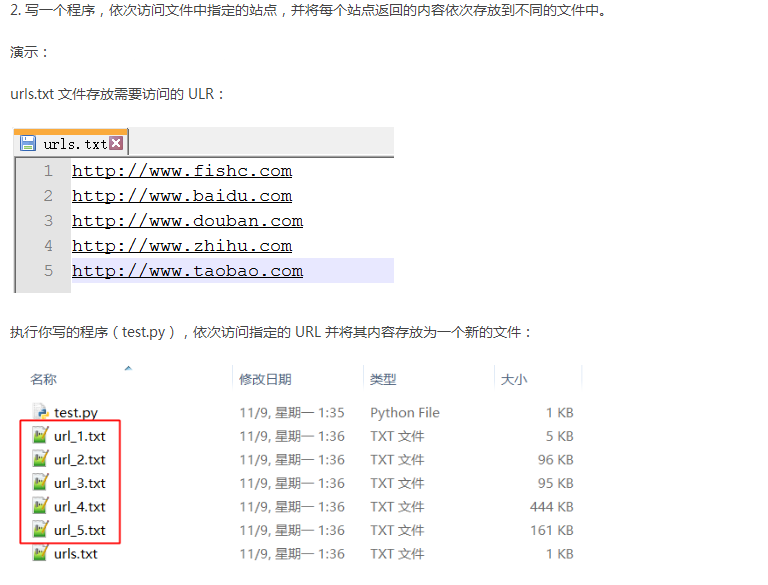 2. 写一个程序，依次访问文件中指定的站点，并将每个站点返回的内容依次存放到不同的文件中。
演示：
urls.txt 文件存放需要访问的 ULR：
urls.txt
1 http://www.fishc.com
2 http://www.baidu.com
3 http://www.douban.com
4 http://www.zhihu.com
5 http://www.taobao.com
执行你写的程序（test.py），依次访问指定的 URL 并将其内容存放为一个新的文件：
名称 修改日期 类型 大小
test.py 11/9, 星期一 1:35 Python File 1 KB
url_1.txt 11/9, 星期一 1:36 TXT 文件 5 KB
url_2.txt 11/9, 星期一 1:36 TXT 文件 96 KB
url_3.txt 11/9, 星期一 1:36 TXT 文件 95 KB
url_4.txt 11/9, 星期一 1:36 TXT 文件 444 KB
url_5.txt 11/9, 星期一 1:36 TXT 文件 161 KB
urls.txt 11/9, 星期一 1:36 TXT 文件 1 KB